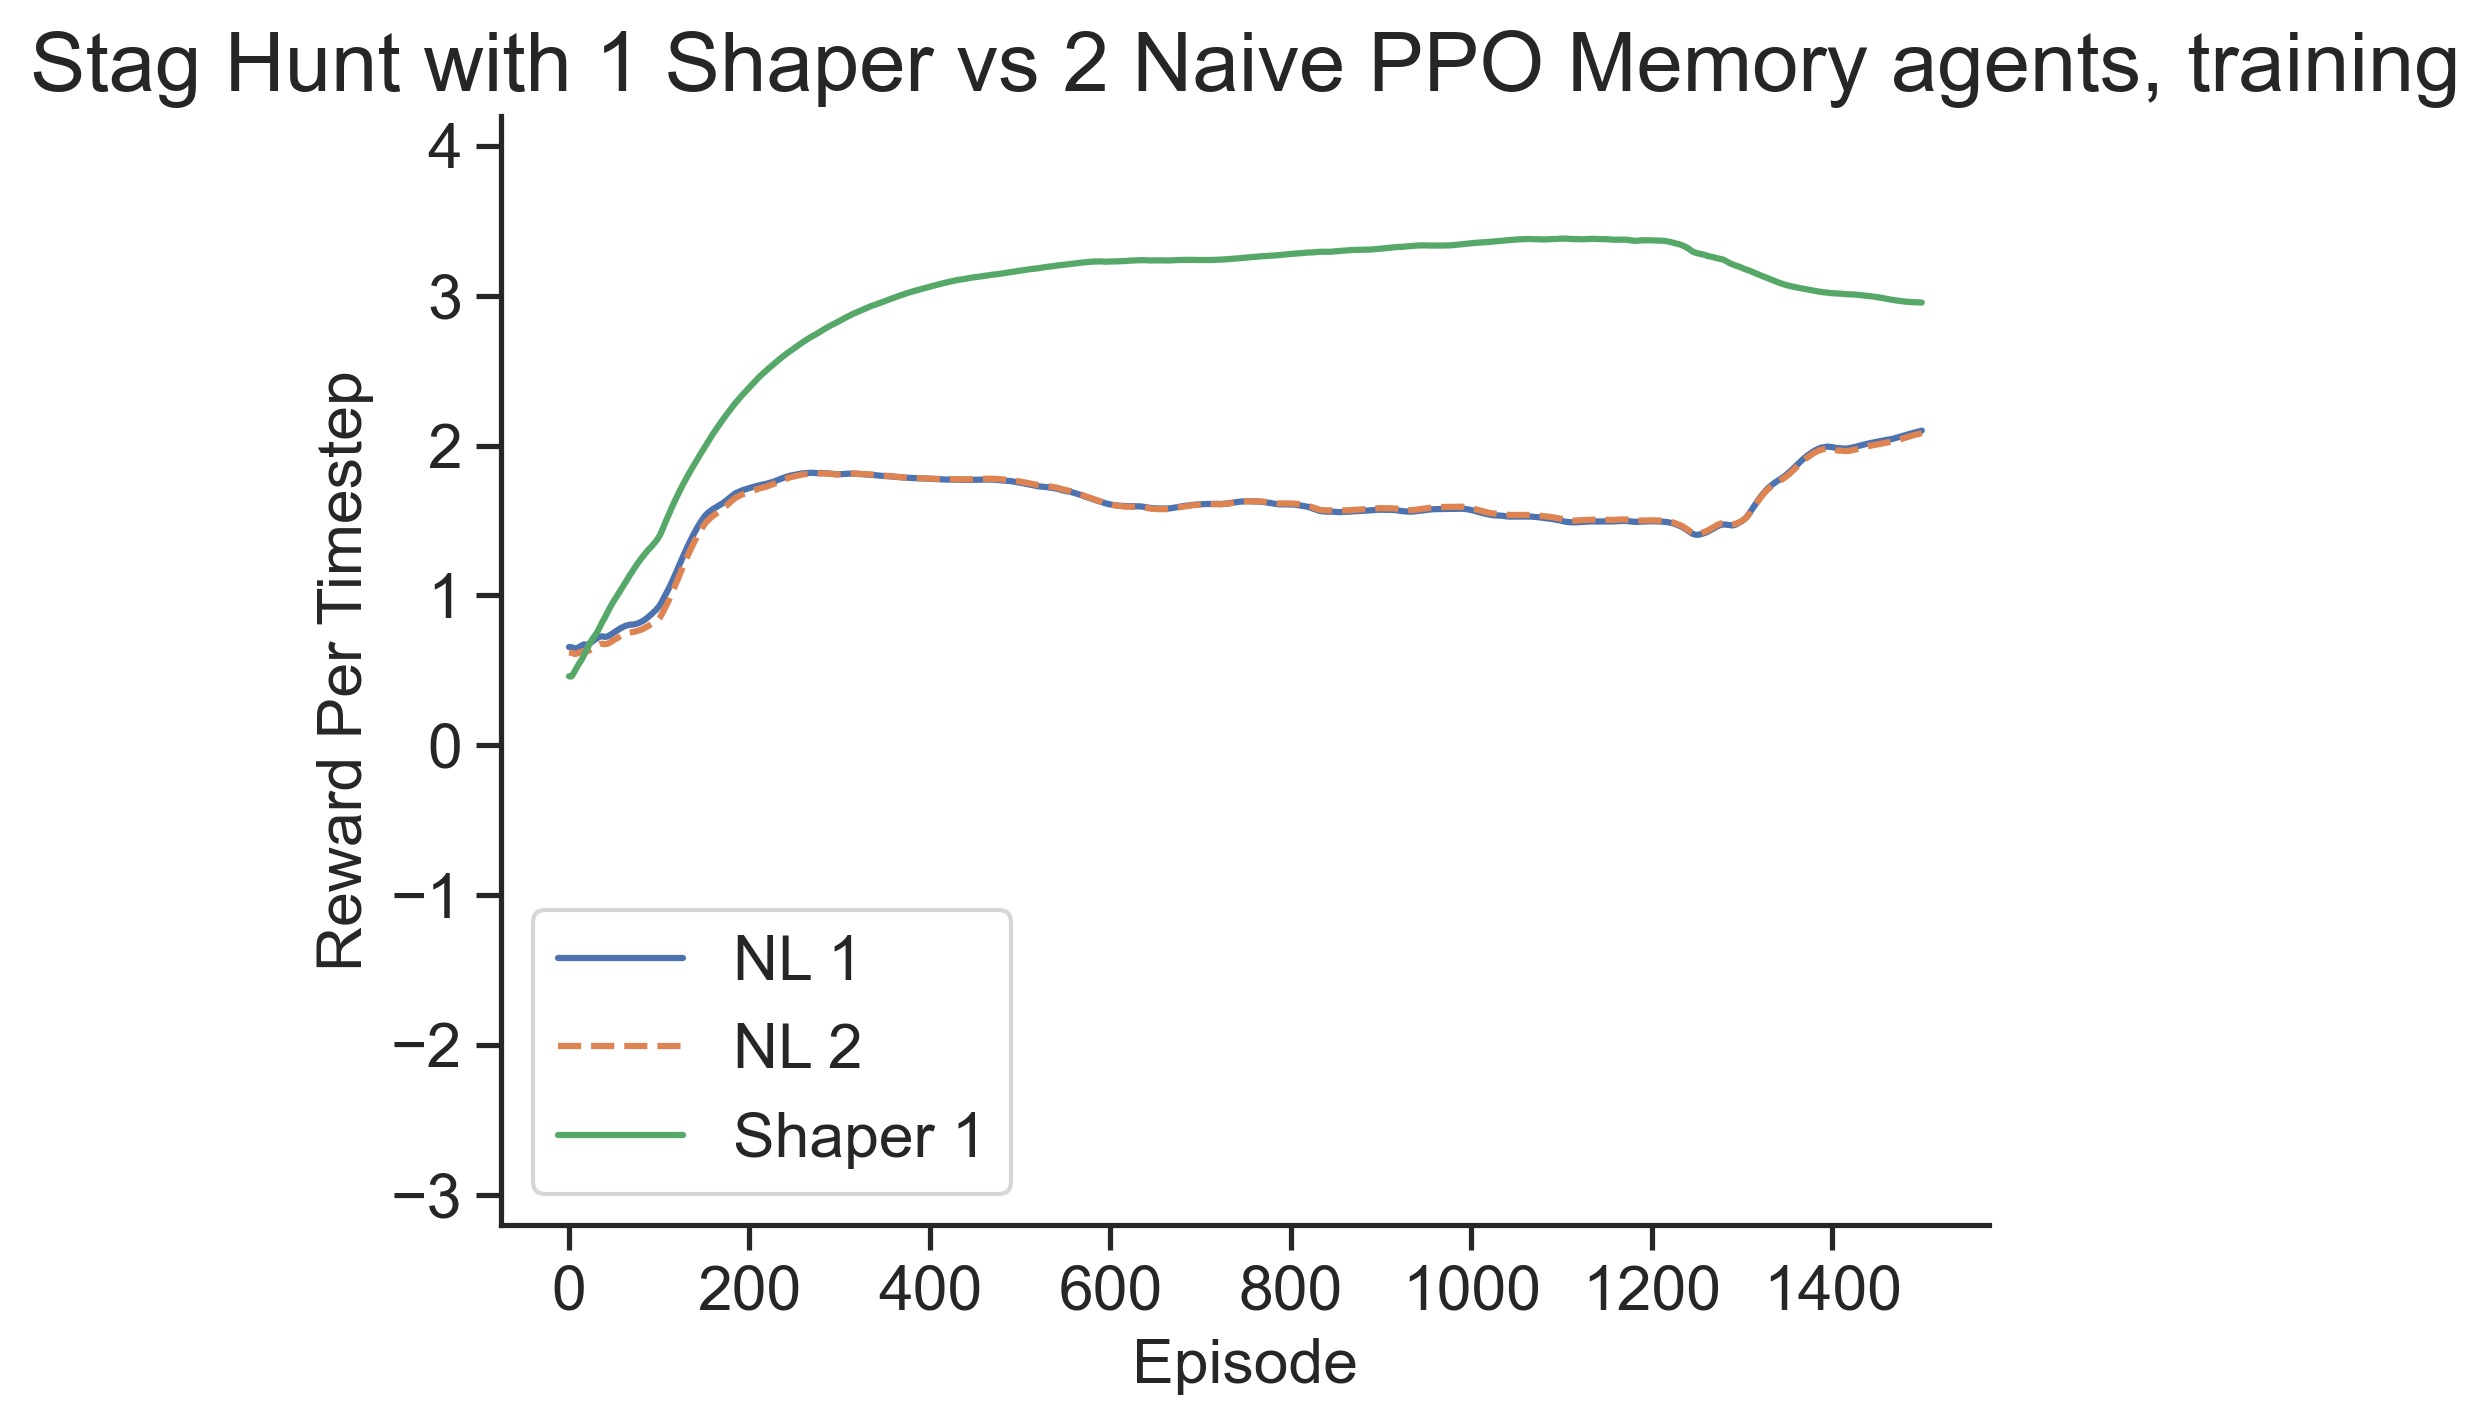 Stag Hunt with 1 Shaper vs 2 Naive PPO Memory agents, training
4
3
2
1
0
−1
−2
−3
Reward Per Timestep
NL 1
NL 2
Shaper 1
0 200 400 600 800 1000 1200 1400
Episode